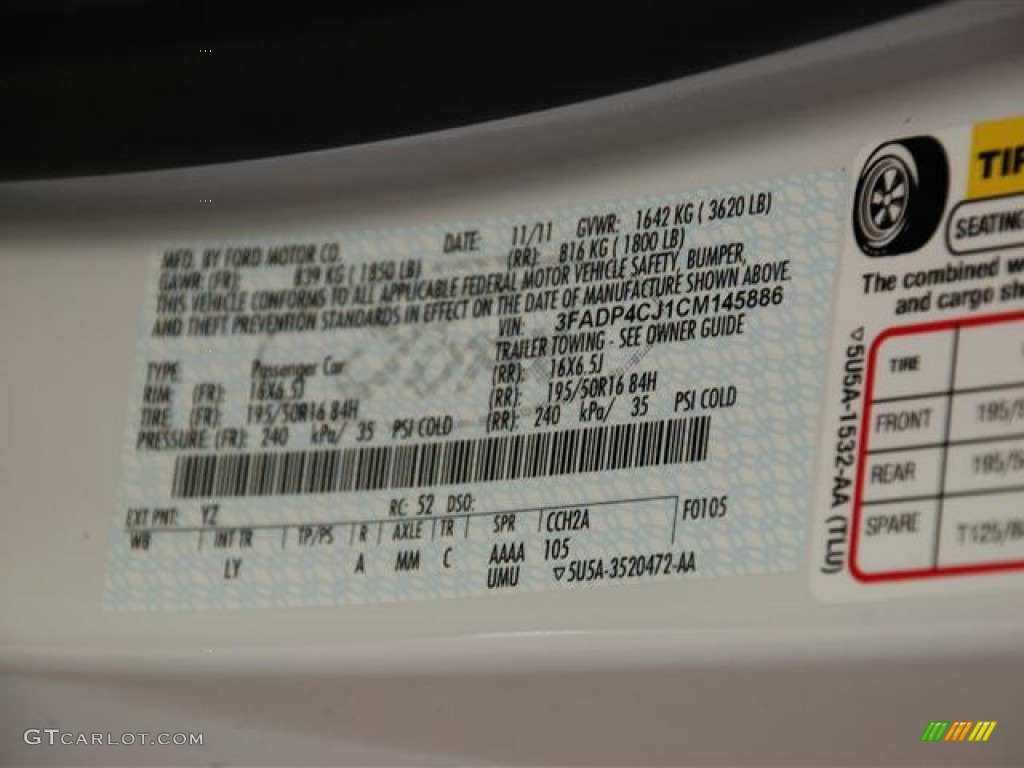 MFD. BY FORD MOTOR CO. DATE: 11/11 GVWR: 1642 KG ( 3620 LB)
GAWR (FR): 839 KG ( 1850 LB) (RR): 816 KG ( 1800 LB)
THIS VEHICLE CONFORMS TO ALL APPLICABLE FEDERAL MOTOR VEHICLE SAFETY, BUMPER,
AND THEFT PREVENTION STANDARDS IN EFFECT ON THE DATE OF MANUFACTURE SHOWN ABOVE.
VIN: 3FADP4CJ1CM145886
TRAILER TOWING - SEE OWNER GUIDE
TYPE: Passenger Car
RIM: (FR): 16X6.5J (RR): 16X6.5J
TIRE: (FR): 195/50R16 84H (RR): 195/50R16 84H
PRESSURE: (FR): 240 kPa/ 35 PSI COLD (RR): 240 kPa/ 35 PSI COLD
EXT PNT: YZ RC: 52 DSO: F0105
WB INT TR TP/PS R AXLE TR SPR CCH2A
LY A MM C AAAA 105
UMU ▽5U5A-3520472-AA
▽5U5A-1532-AA (TLU)
TIR
SEATING
The combined w
and cargo sh
TIRE
FRONT 195/5
REAR 195/5
SPARE T125/8
GTCARLOT.COM